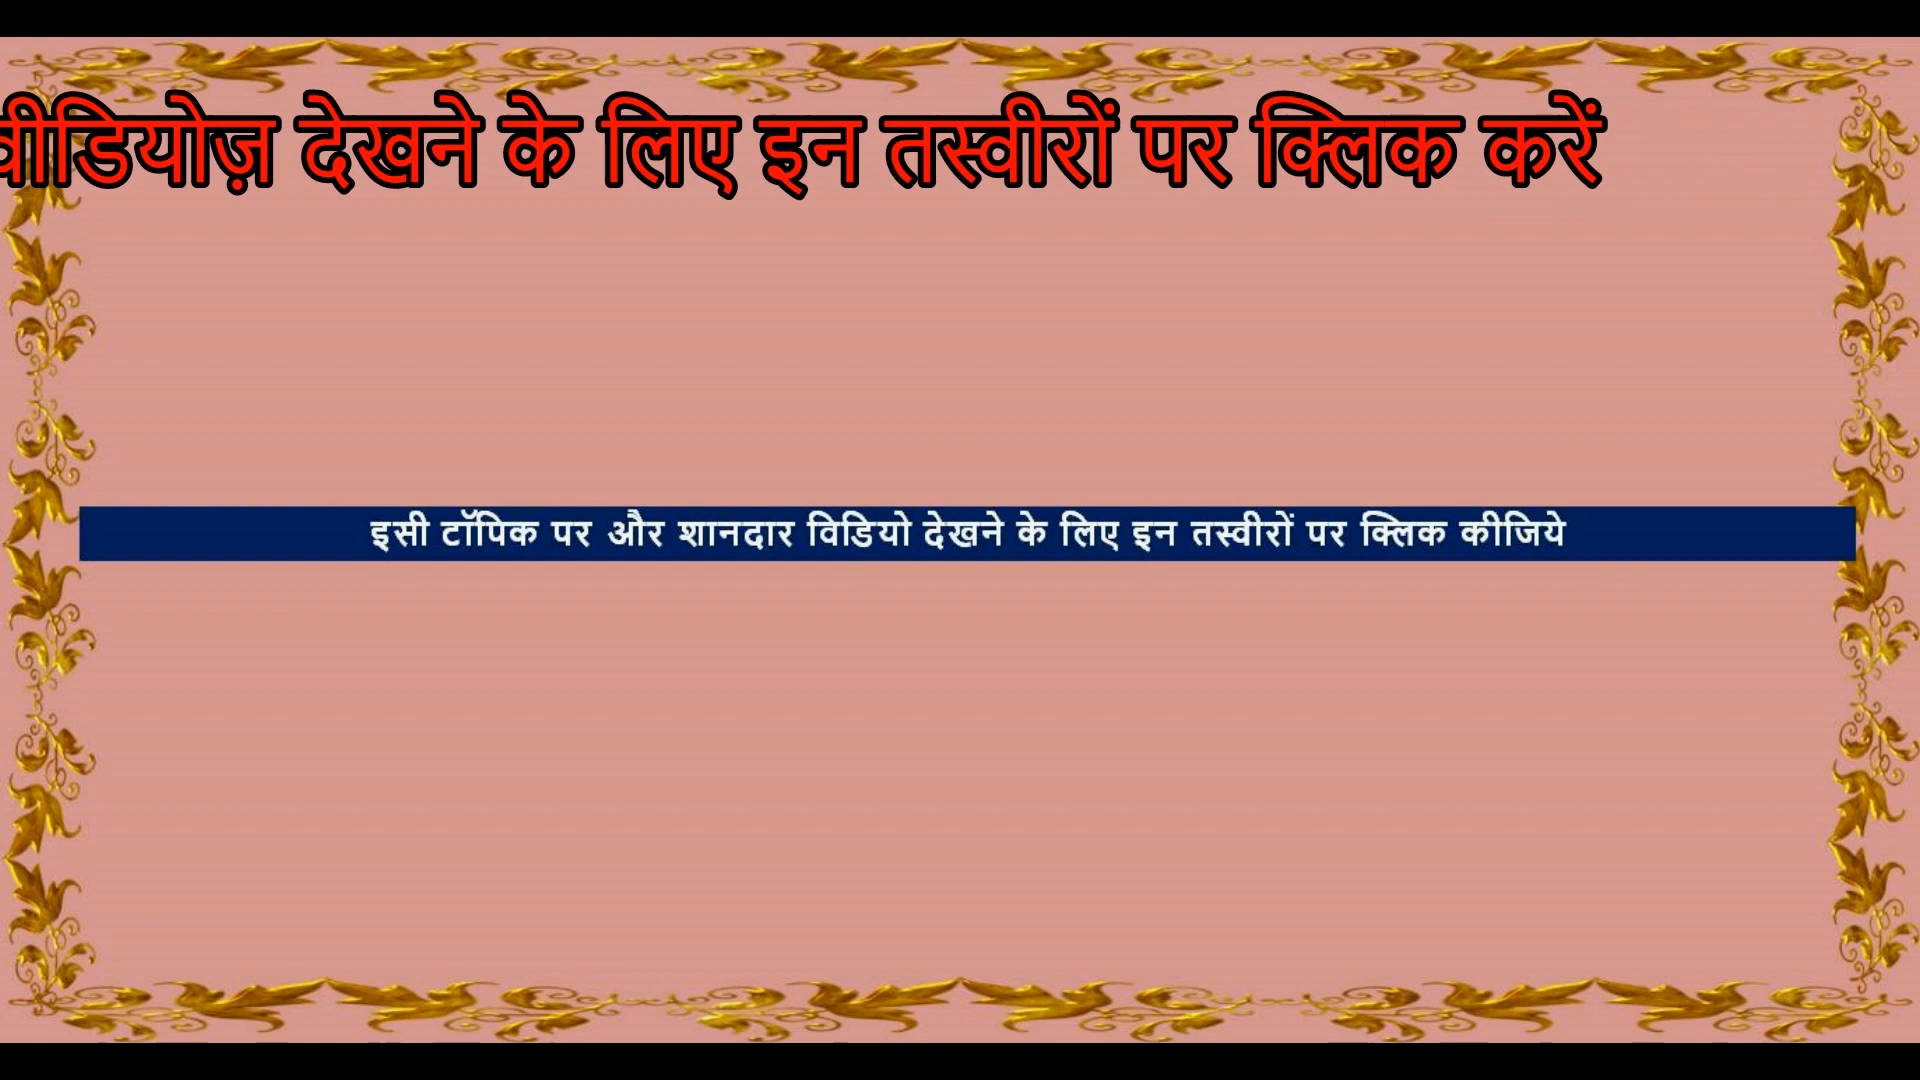 वीडियोज़ देखने के लिए इन तस्वीरों पर क्लिक करें
इसी टॉपिक पर और शानदार विडियो देखने के लिए इन तस्वीरों पर क्लिक कीजिये